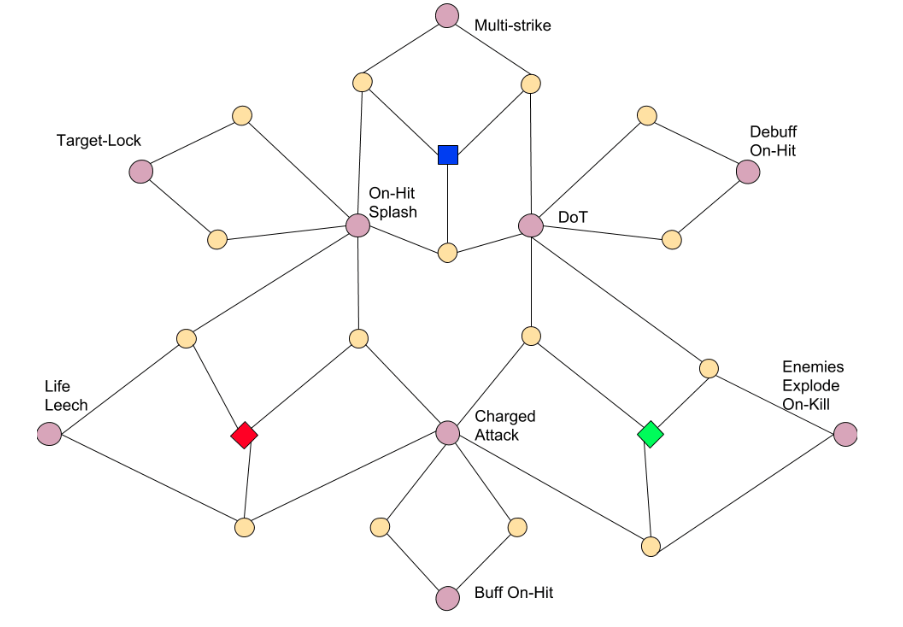 Multi-strike
Target-Lock
Debuff
On-Hit
On-Hit
Splash
DoT
Life
Leech
Enemies
Explode
On-Kill
Charged
Attack
Buff On-Hit